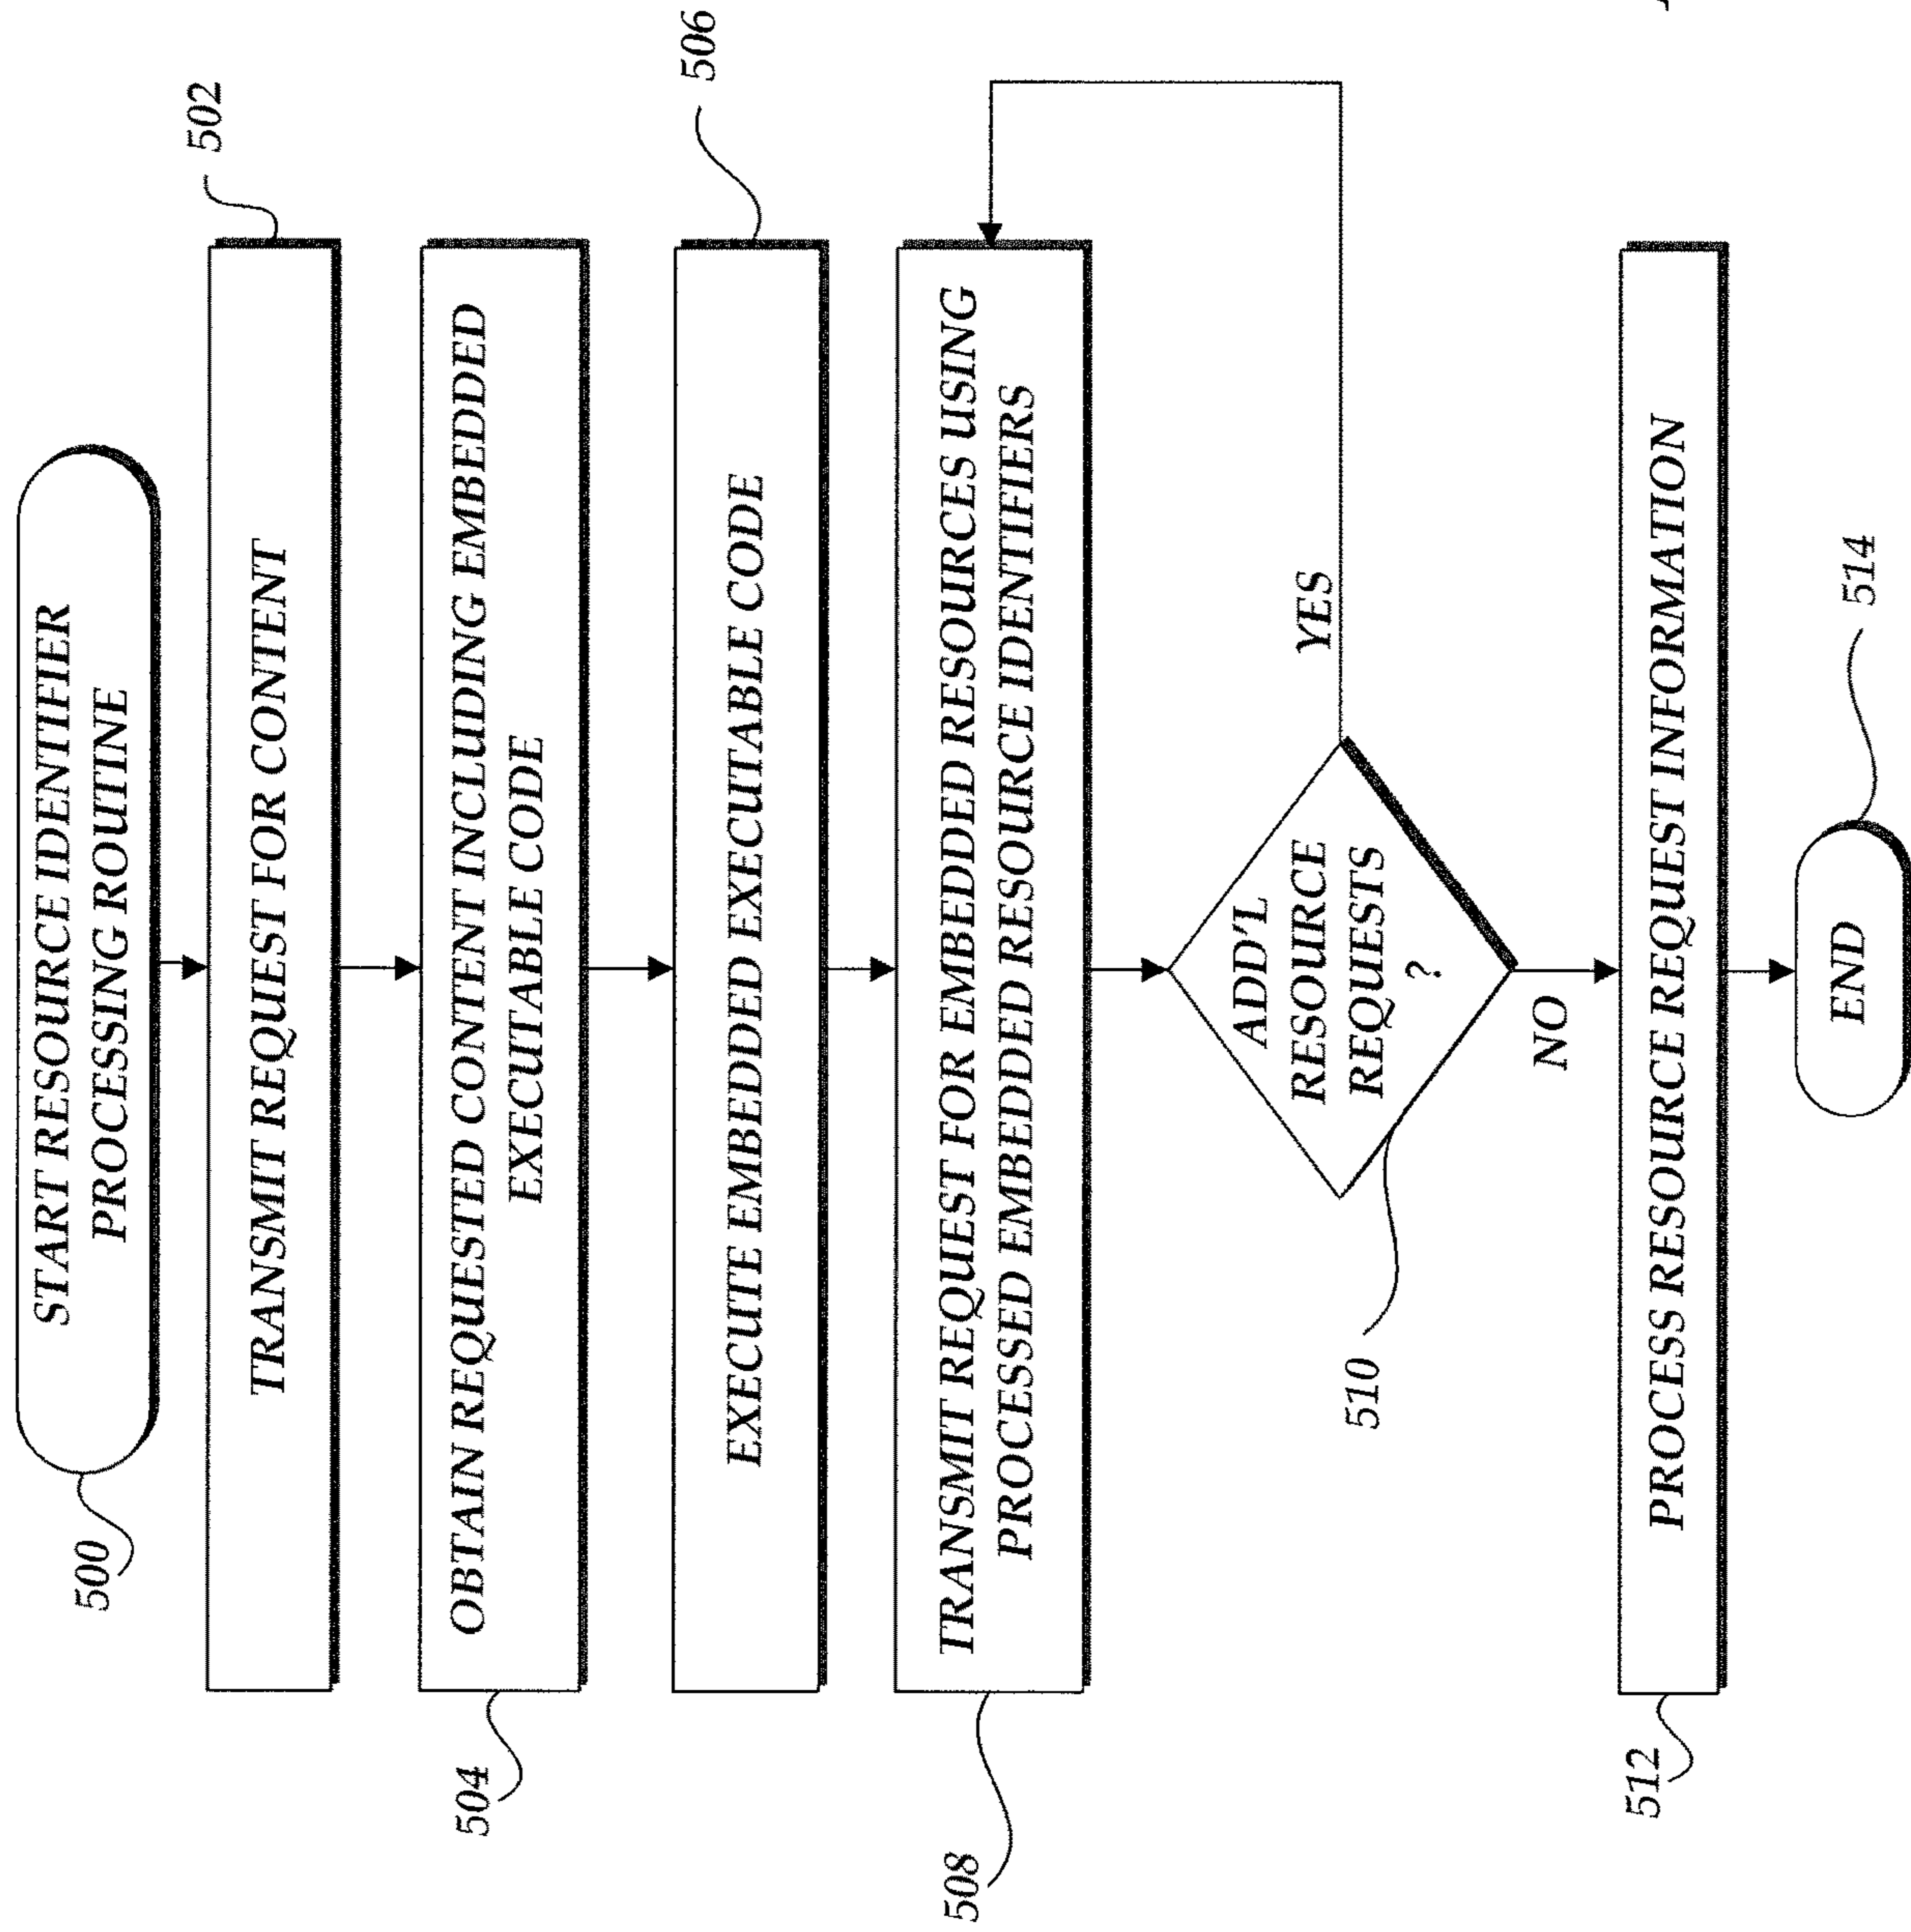 500
START RESOURCE IDENTIFIER
PROCESSING ROUTINE
502
TRANSMIT REQUEST FOR CONTENT
504
OBTAIN REQUESTED CONTENT INCLUDING EMBEDDED
EXECUTABLE CODE
506
EXECUTE EMBEDDED EXECUTABLE CODE
508
TRANSMIT REQUEST FOR EMBEDDED RESOURCES USING
PROCESSED EMBEDDED RESOURCE IDENTIFIERS
510
ADD'L
RESOURCE
REQUESTS
?
YES
NO
512
PROCESS RESOURCE REQUEST INFORMATION
514
END